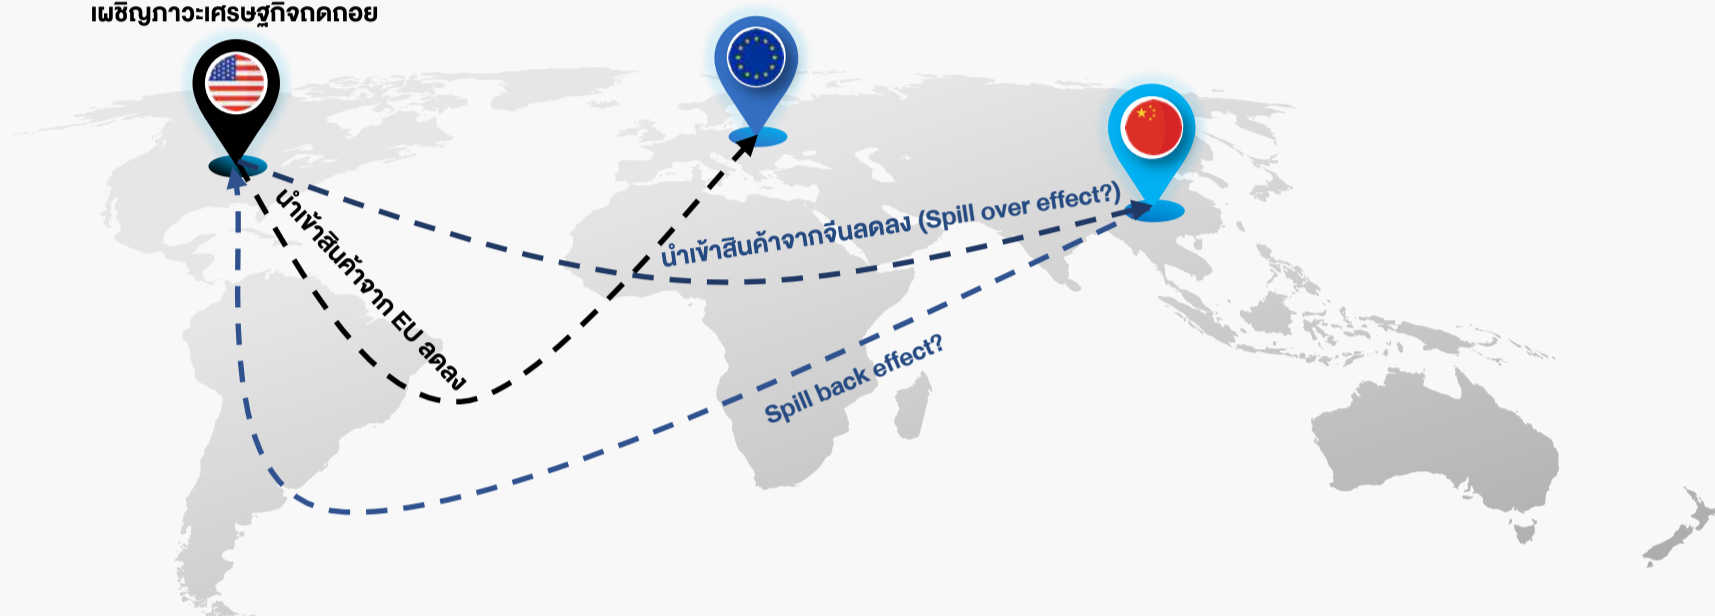 เผชิญภาวะเศรษฐกิจถดถอย
นำเข้าสินค้าจาก EU ลดลง
นำเข้าสินค้าจากจีนลดลง (Spill over effect?)
Spill back effect?